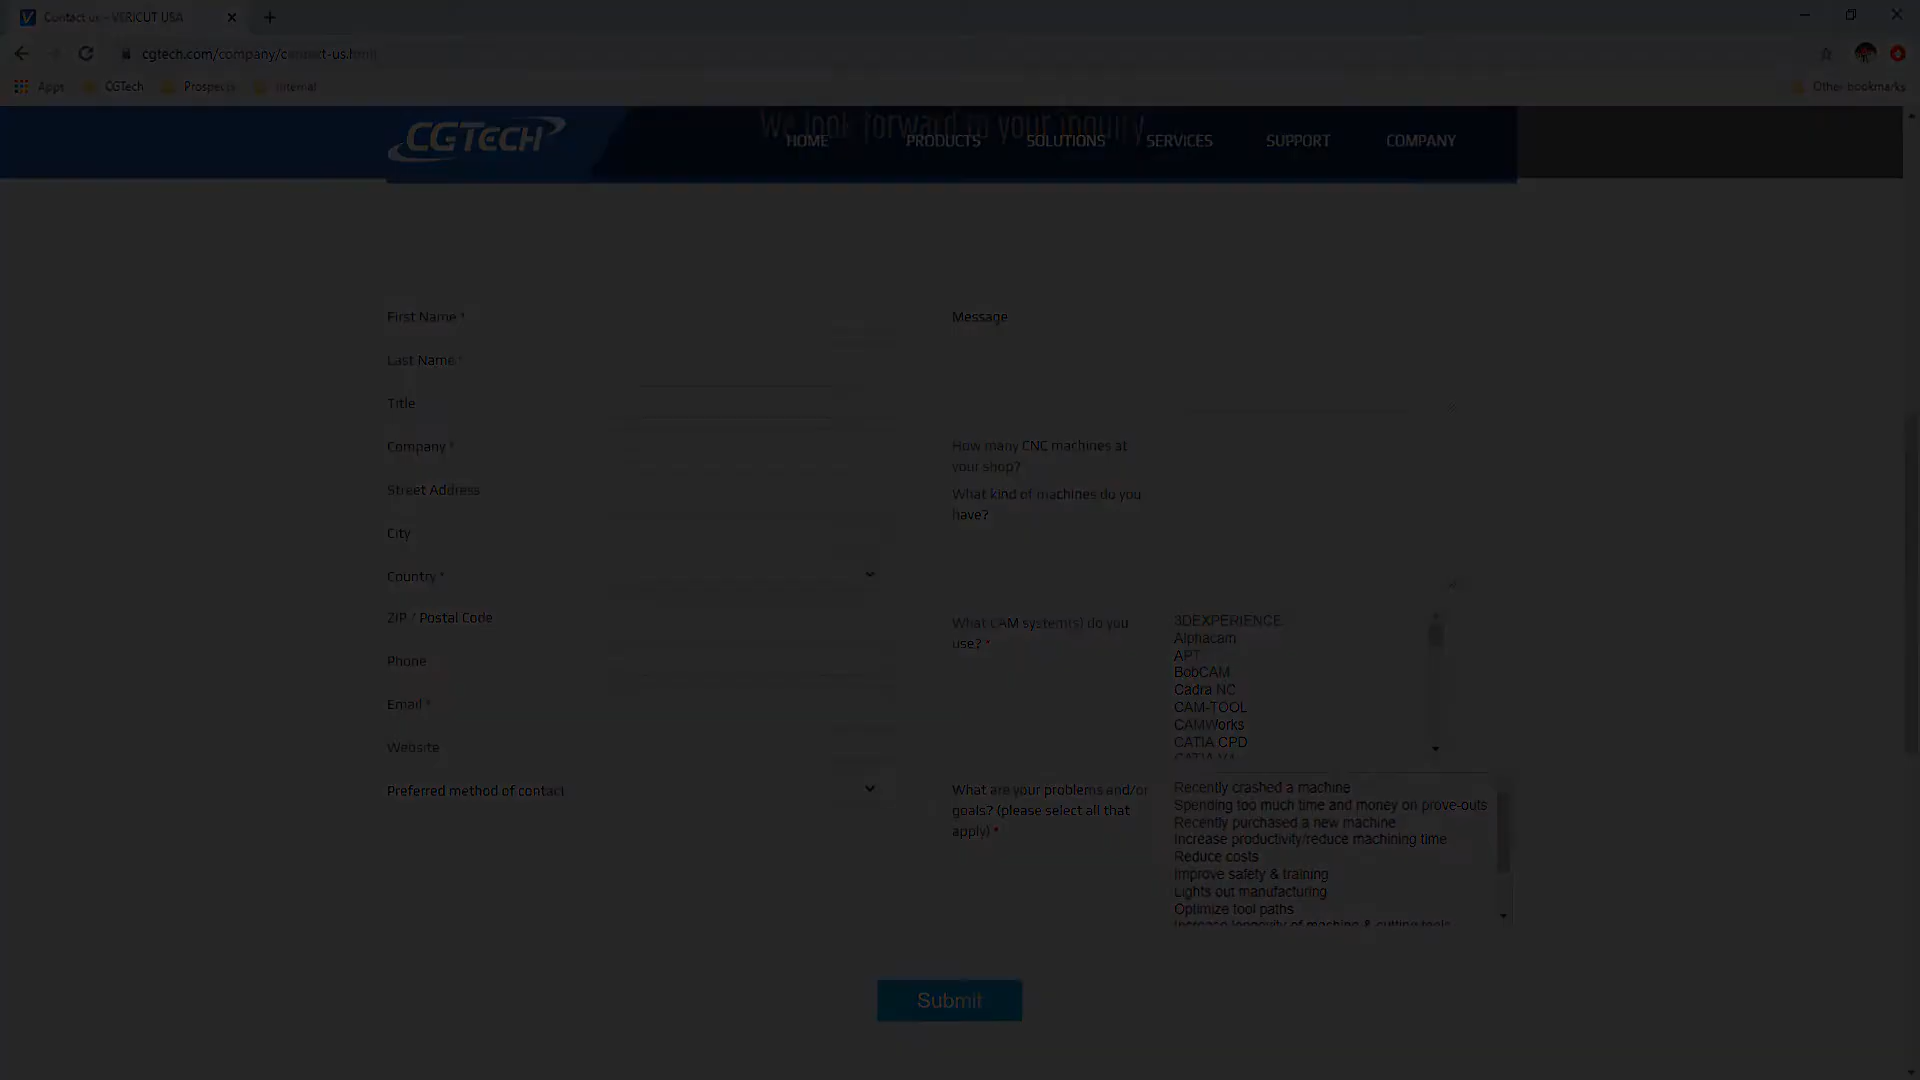 Contact us – VERICUT USA
cgtech.com/company/contact-us.html
Apps CGTech Prospects Internal Other bookmarks
We look forward to your inquiry
CGTECH HOME PRODUCTS SOLUTIONS SERVICES SUPPORT COMPANY
First Name *
Last Name *
Title
Company *
Street Address
City
Country *
ZIP * Postal Code
Phone
Email *
Website
Preferred method of contact
Message
How many CNC machines at
your shop?
What kind of machines do you
have?
What CAM system(s) do you
use? *
3DEXPERIENCE
Alphacam
APT
BobCAM
Cadra NC
CAM-TOOL
CAMWorks
CATIA CPD
CATIA V4
What are your problems and/or
goals? (please select all that
apply) *
Recently crashed a machine
Spending too much time and money on prove-outs
Recently purchased a new machine
Increase productivity/reduce machining time
Reduce costs
Improve safety & training
Lights out manufacturing
Optimize tool paths
Increase longevity of machine & cutting tools
Submit